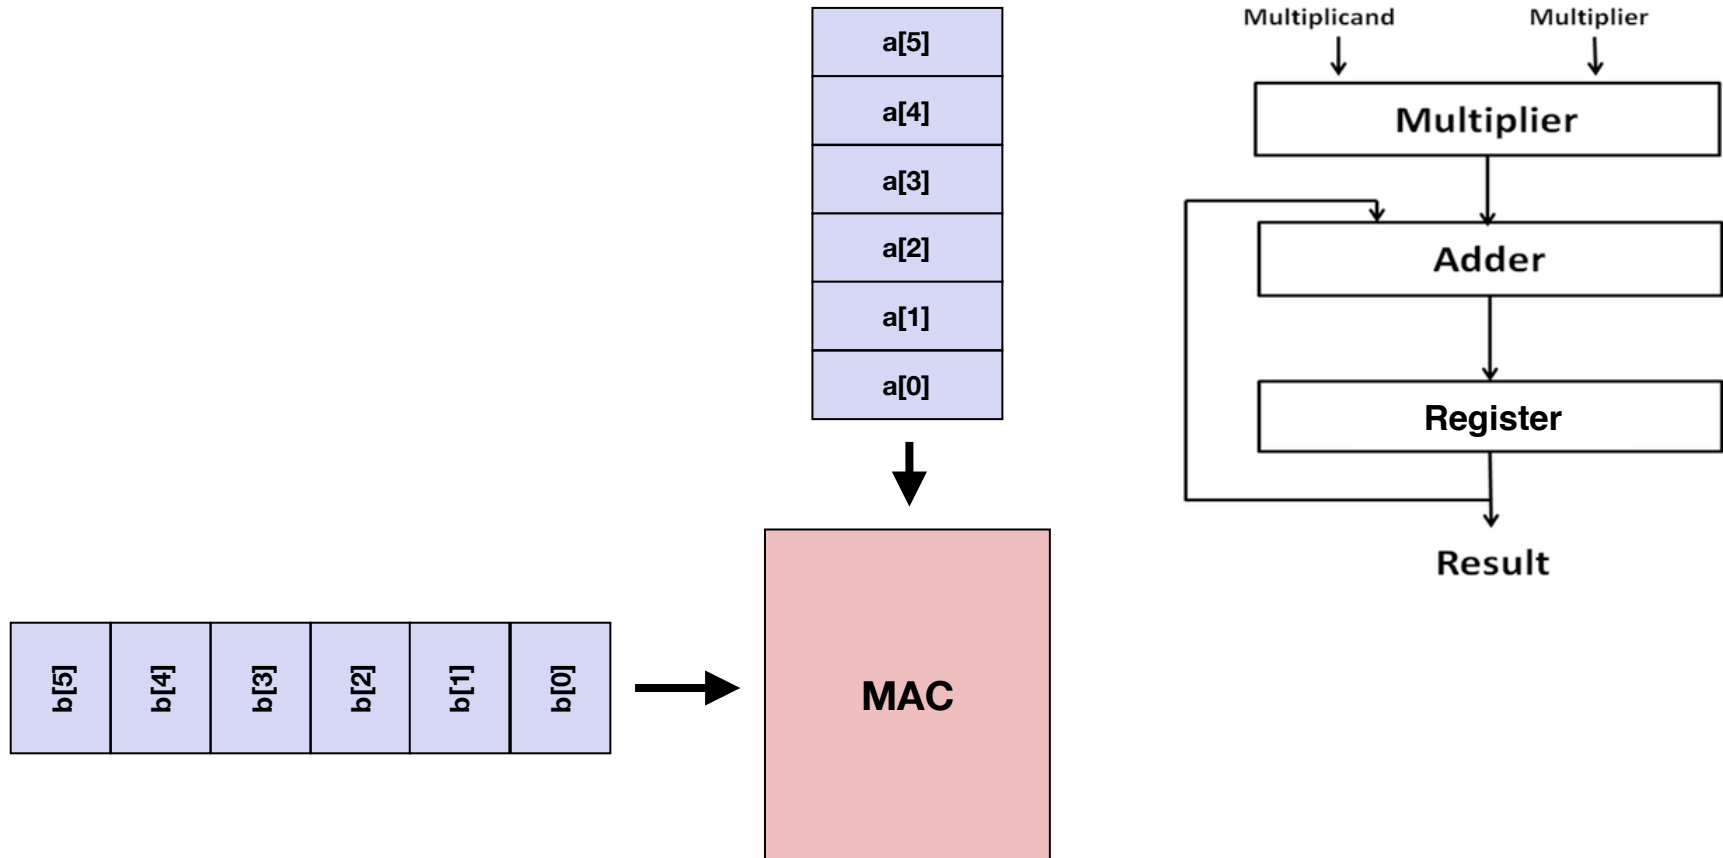 a[5]
a[4]
a[3]
a[2]
a[1]
a[0]
b[5]
b[4]
b[3]
b[2]
b[1]
b[0]
MAC
Multiplicand
Multiplier
Multiplier
Adder
Register
Result